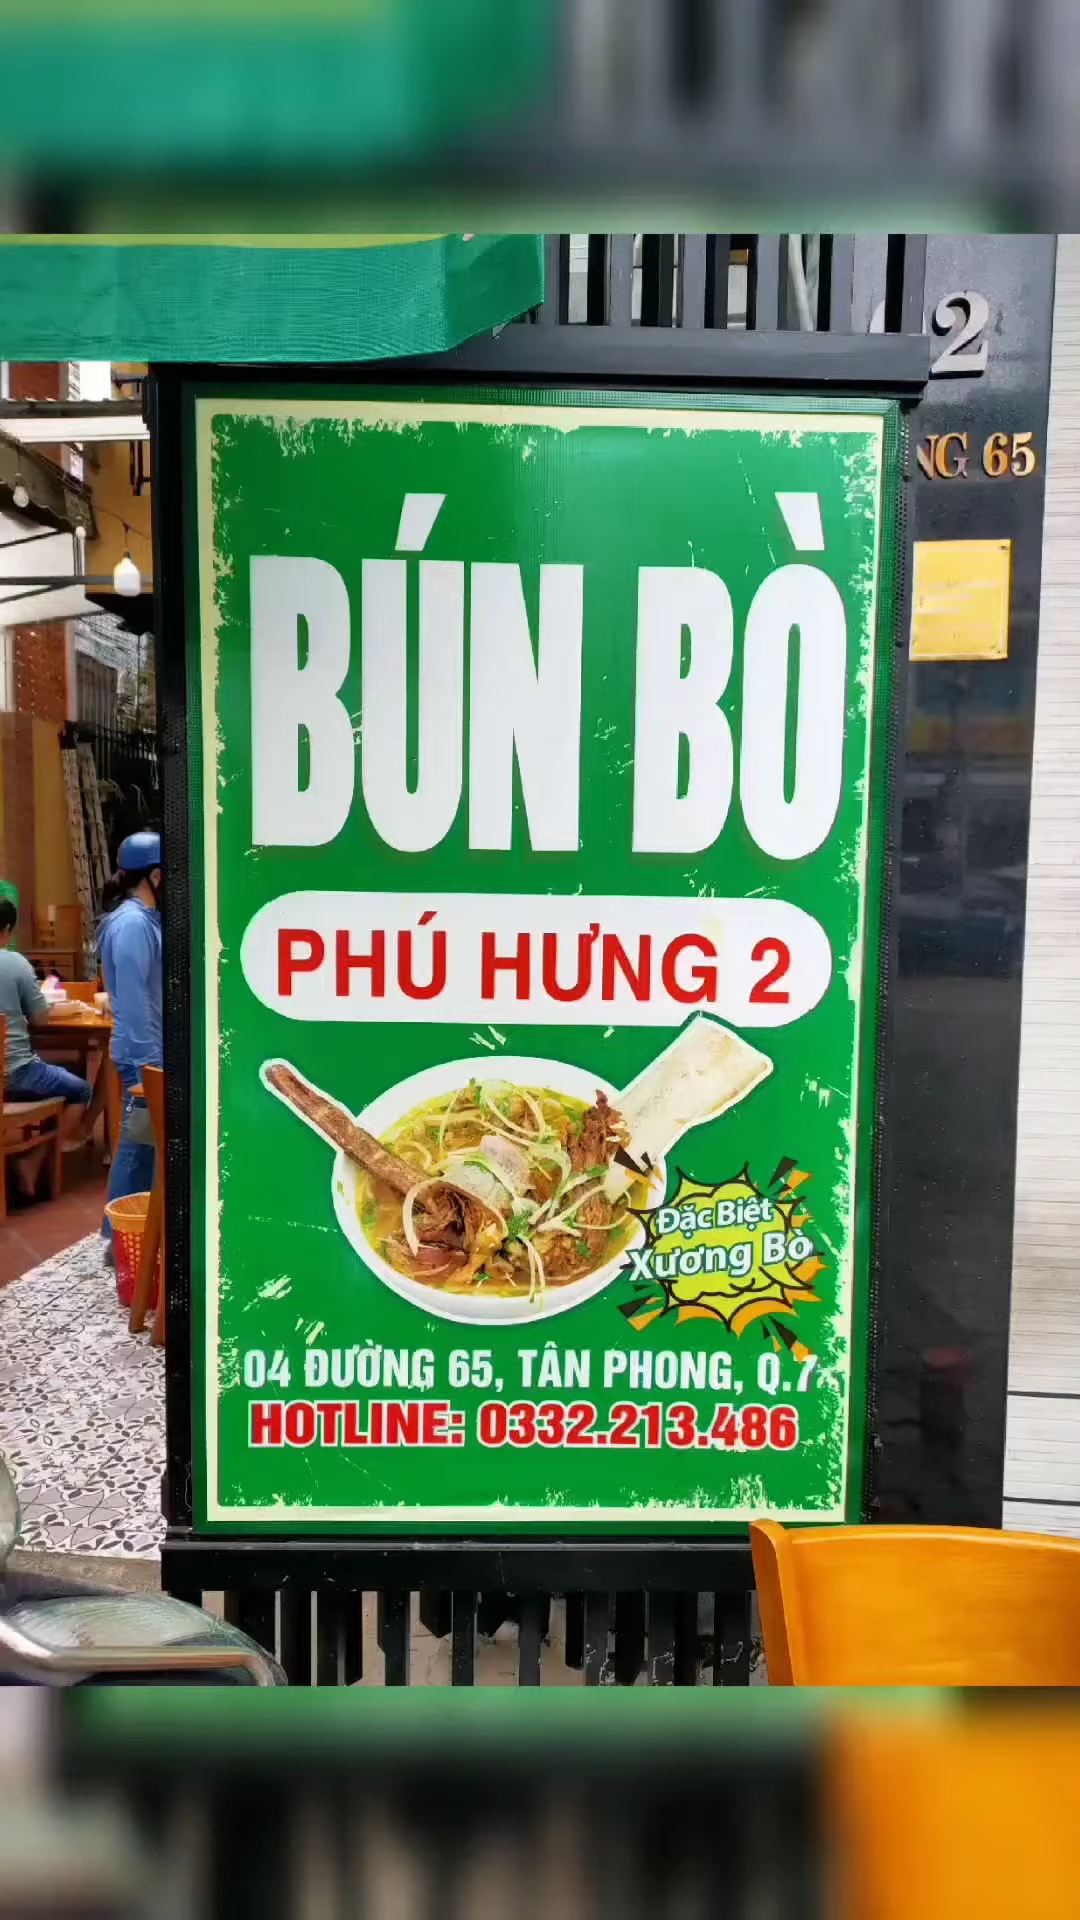 2
NG 65
BÚN BÒ
PHÚ HƯNG 2
Đặc Biệt
Xương Bò
04 ĐƯỜNG 65, TÂN PHONG, Q.7
HOTLINE: 0332.213.486